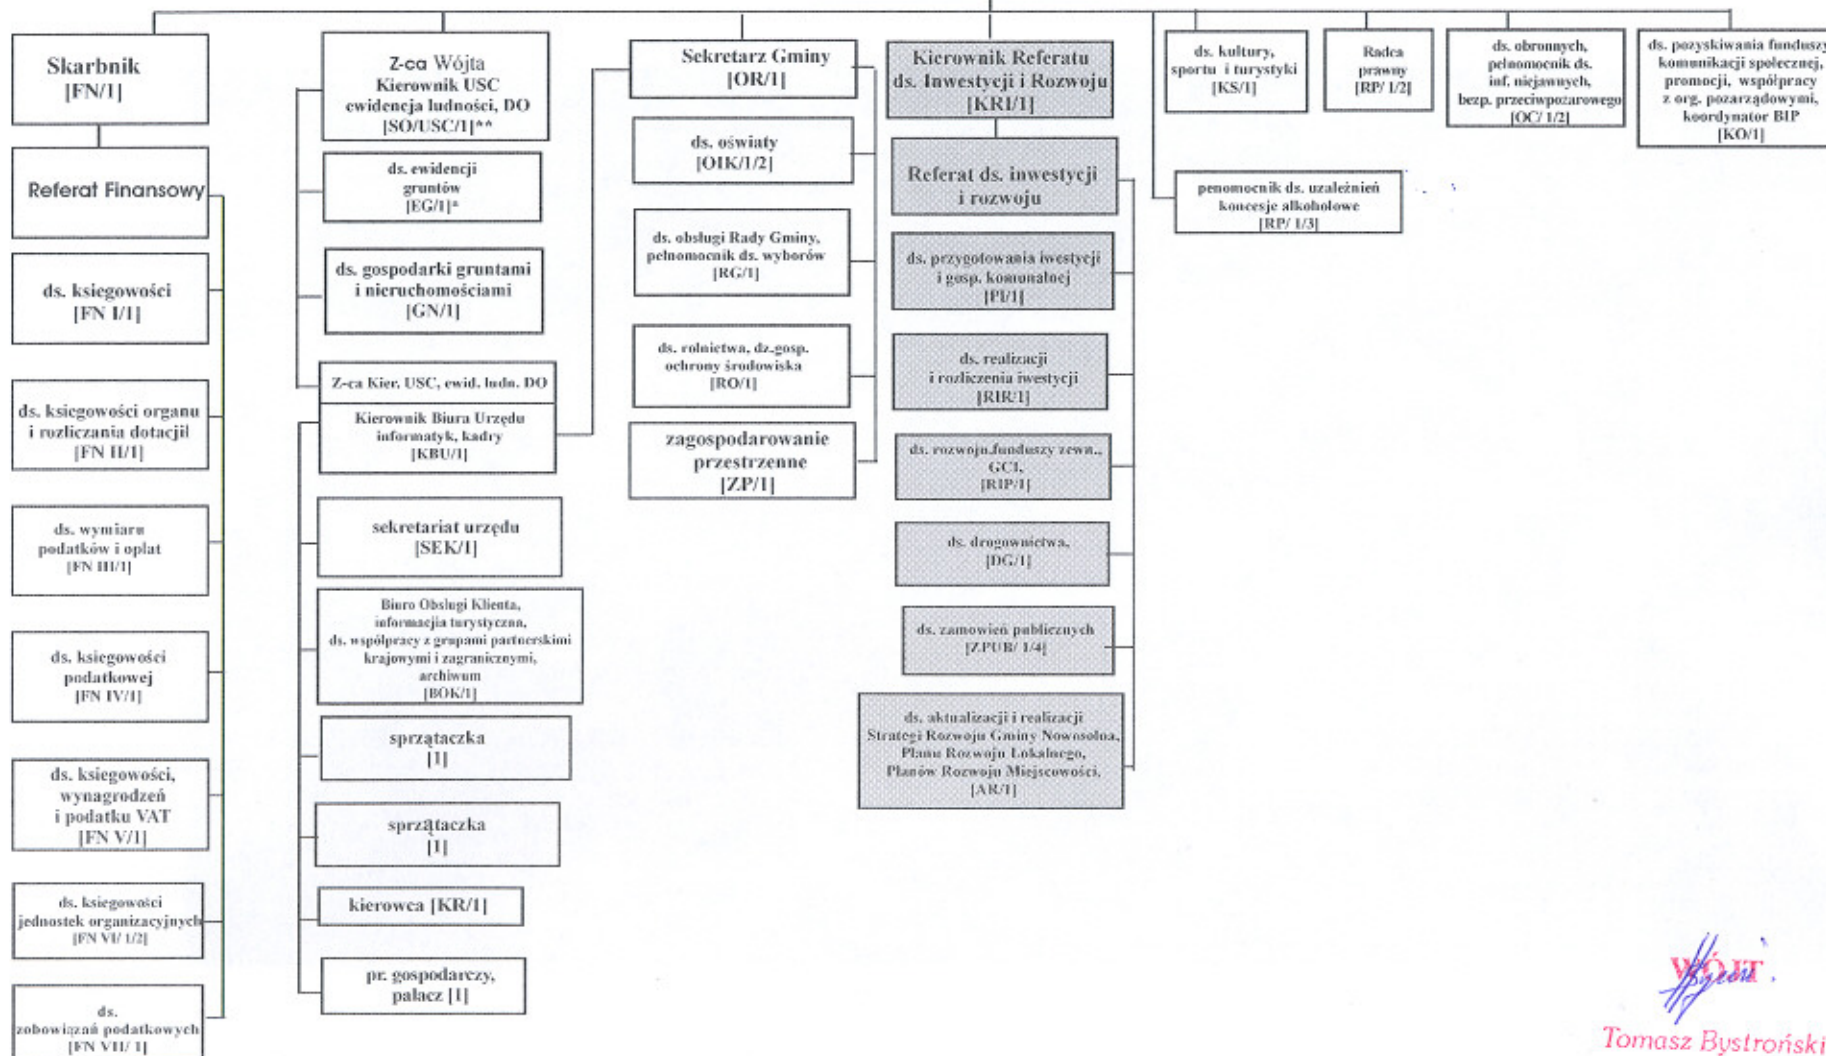 Skarbnik
[FN/1]
Referat Finansowy
ds. ksiegowości
[FN I/1]
ds. ksiegowości organu
i rozliczania dotacjil
[FN II/1]
ds. wymiaru
podatków i opłat
[FN III/1]
ds. ksiegowości
podatkowej
[FN IV/1]
ds. ksiegowości,
wynagrodzeń
i podatku VAT
[FN V/1]
ds. ksiegowości
jednostek organizacyjnych
[FN VI/ 1/2]
ds.
zobowiązań podatkowych
[FN VII/ 1]
Z-ca Wójta
Kierownik USC
ewidencja ludności, DO
[SO/USC/1]**
ds. ewidencji
gruntów
[EG/1]*
ds. gospodarki gruntami
i nieruchomościami
[GN/1]
Z-ca Kier. USC, ewid. ludn. DO
Kierownik Biura Urzędu
informatyk, kadry
[KBU/1]
sekretariat urzędu
[SEK/1]
Biuro Obsługi Klienta,
informacjia turystyczna,
ds. współpracy z grupami partnerskimi
krajowymi i zagranicznymi,
archiwum
[BOK/1]
sprzątaczka
[1]
sprzątaczka
[1]
kierowca [KR/1]
pr. gospodarczy,
palacz [1]
Sekretarz Gminy
[OR/1]
ds. oświaty
[OIK/1/2]
ds. obsługi Rady Gminy,
pełnomocnik ds. wyborów
[RG/1]
ds. rolnictwa, dz.gosp.
ochrony środowiska
[RO/1]
zagospodarowanie
przestrzenne
[ZP/1]
Kierownik Referatu
ds. Inwestycji i Rozwoju
[KRI/1]
Referat ds. inwestycji
i rozwoju
ds. przygotowania iwestycji
i gosp. komunalnej
[PI/1]
ds. realizacji
i rozliczenia iwestycji
[RIR/1]
ds. rozwoju,funduszy zewn.,
GCI,
[RIP/1]
ds. drogownictwa,
[DG/1]
ds. zamowień publicznych
[ZPUB/ 1/4]
ds. aktualizacji i realizacji
Strategi Rozwoju Gminy Nowosolna,
Planu Rozwoju Lokalnego,
Planów Rozwoju Miejscowości,
[AR/1]
ds. kultury,
sportu i turystyki
[KS/1]
Radca
prawny
[RP/ 1/2]
ds. obronnych,
pełnomocnik ds.
inf. niejawnych,
bezp. przeciwpożarowego
[OC/ 1/2]
ds. pozyskiwania funduszy
komunikacji społecznej,
promocji, współpracy
z org. pozarządowymi,
koordynator BIP
[KO/1]
penomocnik ds. uzależnień
koncesje alkoholowe
[RP/ 1/3]
WÓJT
Tomasz Bystroński